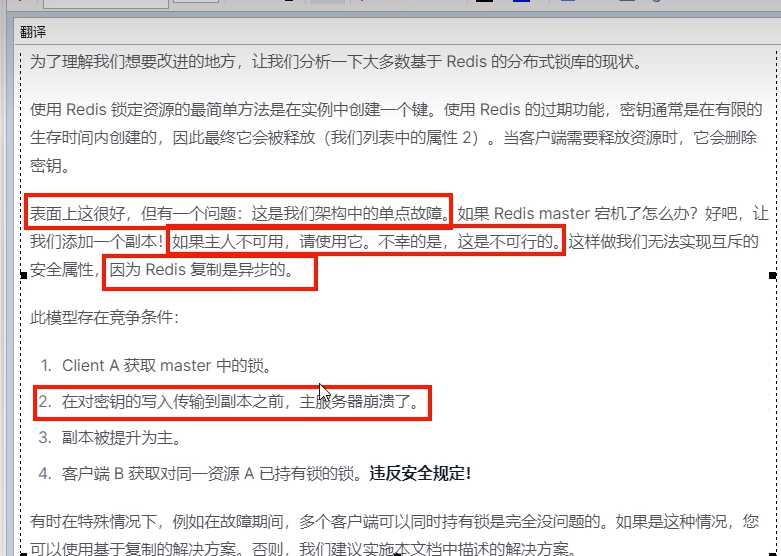 翻译
为了理解我们想要改进的地方，让我们分析一下大多数基于 Redis 的分布式锁库的现状。
使用 Redis 锁定资源的最简单方法是在实例中创建一个键。使用 Redis 的过期功能，密钥通常是在有限的
生存时间内创建的，因此最终它会被释放（我们列表中的属性 2）。当客户端需要释放资源时，它会删除
密钥。
表面上这很好，但有一个问题：这是我们架构中的单点故障。如果 Redis master 宕机了怎么办？好吧，让
我们添加一个副本！如果主人不可用，请使用它。不幸的是，这是不可行的。这样做我们无法实现互斥的
安全属性，因为 Redis 复制是异步的。
此模型存在竞争条件：
1. Client A 获取 master 中的锁。
2. 在对密钥的写入传输到副本之前，主服务器崩溃了。
3. 副本被提升为主。
4. 客户端 B 获取对同一资源 A 已持有锁的锁。违反安全规定！
有时在特殊情况下，例如在故障期间，多个客户端可以同时持有锁是完全没问题的。如果是这种情况，您
可以使用基于复制的解决方案。否则，我们建议实施本文档中描述的解决方案。